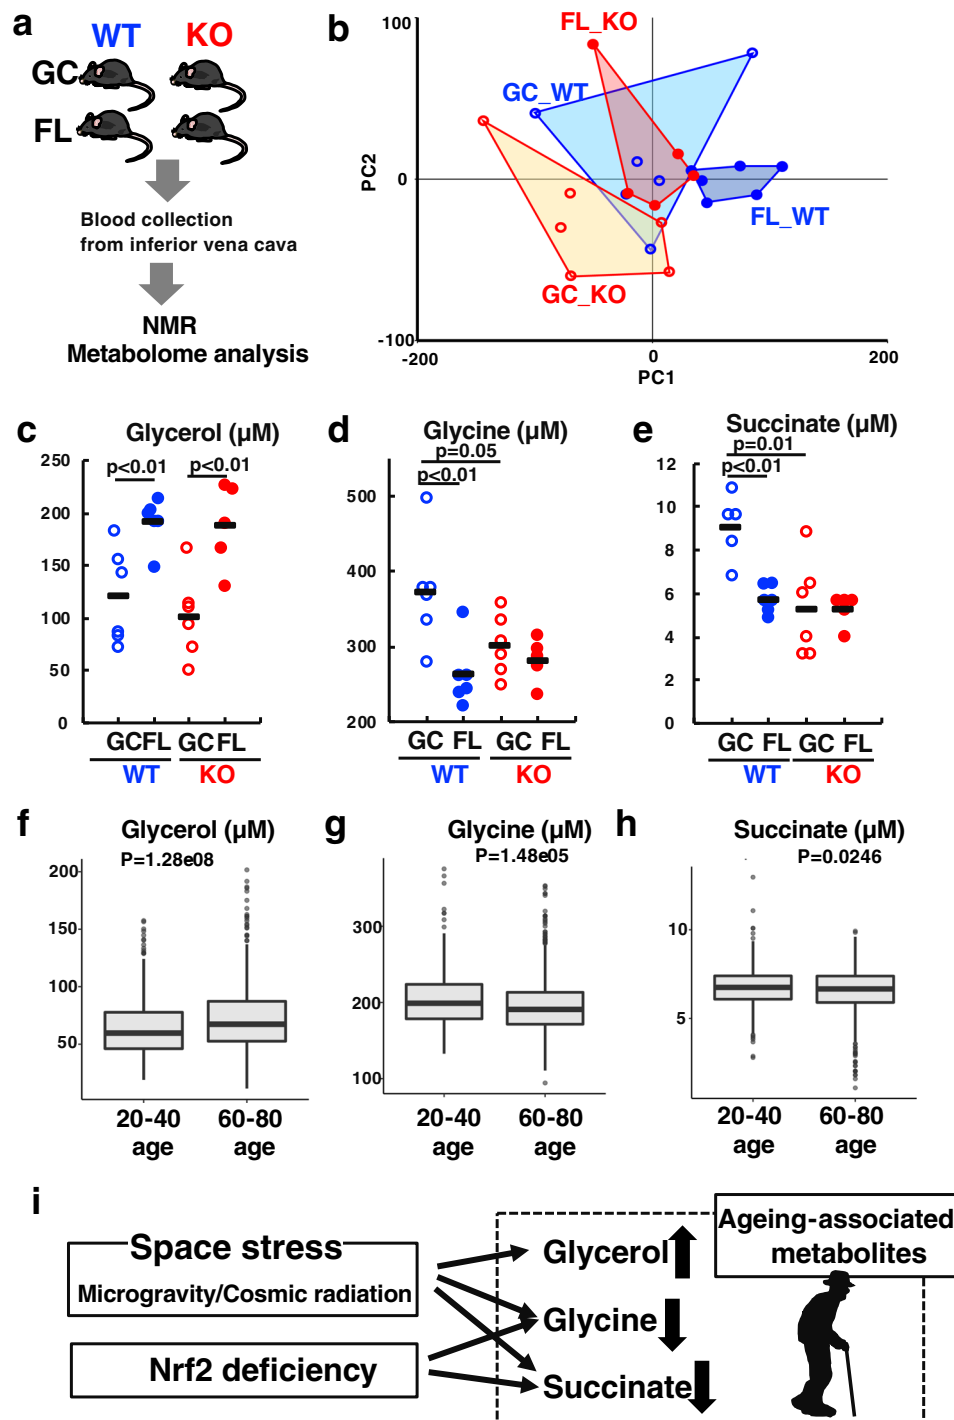 a
WT KO
GC
FL
Blood collection
from inferior vena cava
NMR
Metabolome analysis
b
100
0
-100
PC2
-200
0
200
PC1
FL_KO
GC_WT
FL_WT
GC_KO
c
Glycerol (µM)
p<0.01 p<0.01
250
200
150
100
50
0
GC FL GC FL
WT KO
d
Glycine (µM)
p=0.05
p<0.01
500
400
300
200
GC FL GC FL
WT KO
e
Succinate (µM)
p=0.01
p<0.01
12
10
8
6
4
2
0
GC FL GC FL
WT KO
f
Glycerol (µM)
P=1.28e08
200
150
100
50
20-40 60-80
age age
g
Glycine (µM)
P=1.48e05
300
200
100
20-40 60-80
age age
h
Succinate (µM)
P=0.0246
10
5
20-40 60-80
age age
i
Space stress
Microgravity/Cosmic radiation
Nrf2 deficiency
Glycerol
Glycine
Succinate
Ageing-associated
metabolites